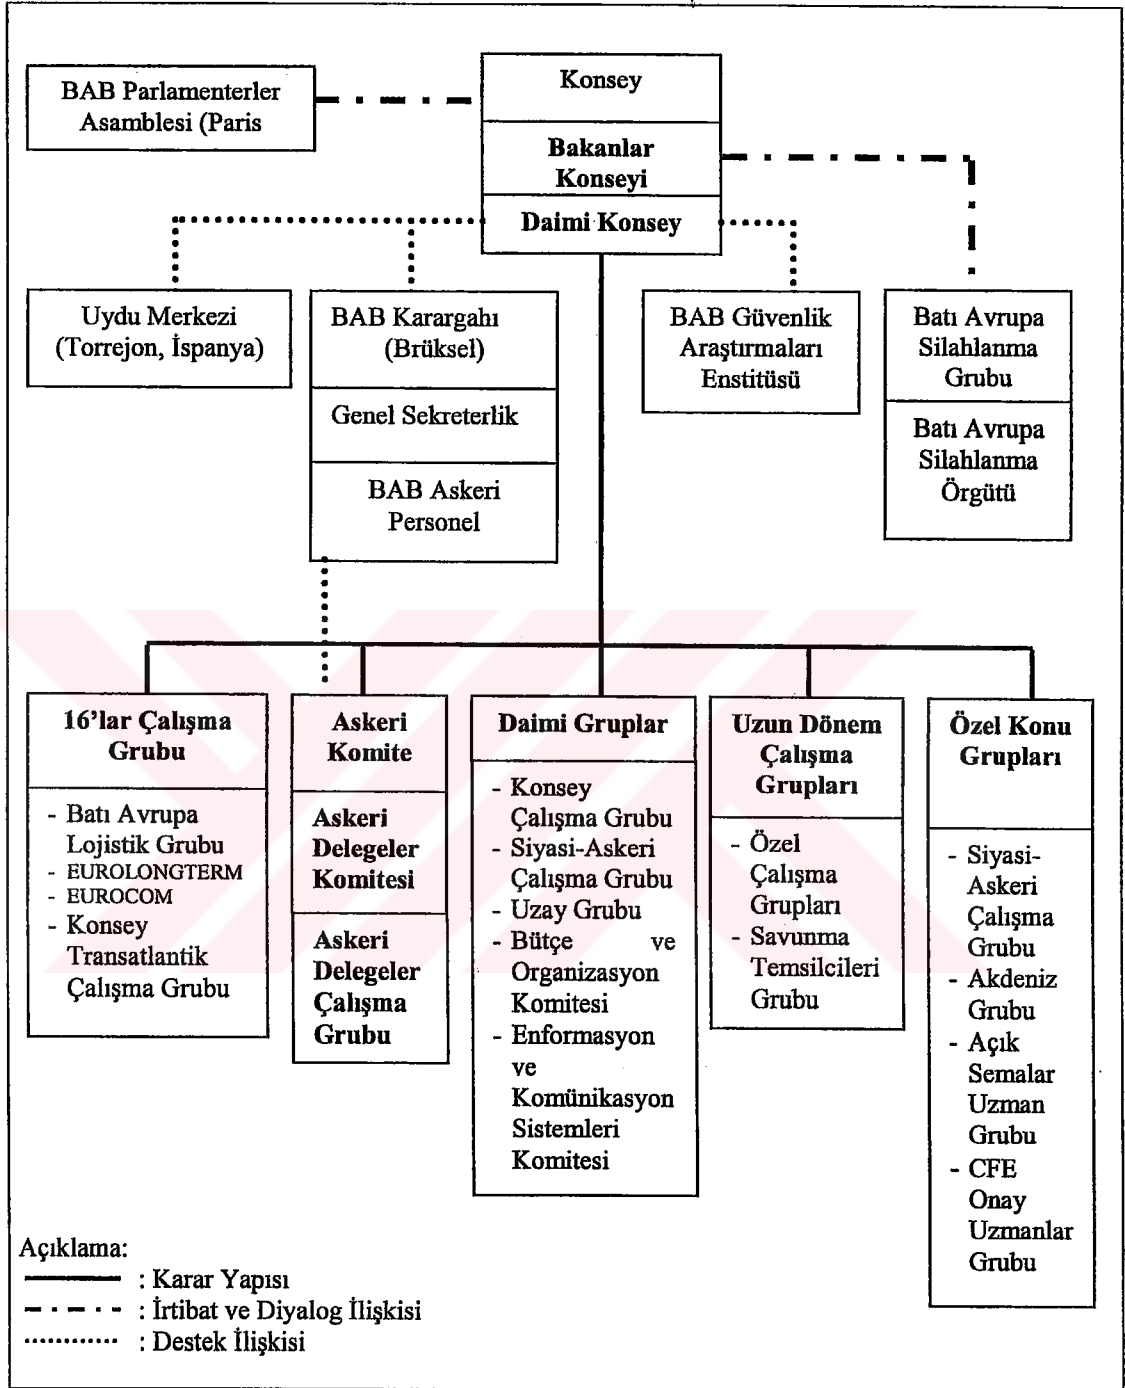 BAB Parlamenterler
Asamblesi (Paris
Konsey
Bakanlar
Konseyi
Daimi Konsey
Uydu Merkezi
(Torrejon, İspanya)
BAB Karargahı
(Brüksel)
Genel Sekreterlik
BAB Askeri
Personel
BAB Güvenlik
Araştırmaları
Enstitüsü
Batı Avrupa
Silahlanma
Grubu
Batı Avrupa
Silahlanma
Örgütü
16’lar Çalışma
Grubu
- Batı Avrupa
Lojistik Grubu
- EUROLONGTERM
- EUROCOM
- Konsey
Transatlantik
Çalışma Grubu
Askeri
Komite
Askeri
Delegeler
Komitesi
Askeri
Delegeler
Çalışma
Grubu
Daimi Gruplar
- Konsey
Çalışma Grubu
- Siyasi-Askeri
Çalışma Grubu
- Uzay Grubu
- Bütçe ve
Organizasyon
Komitesi
- Enformasyon
ve
Komünikasyon
Sistemleri
Komitesi
Uzun Dönem
Çalışma
Grupları
- Özel
Çalışma
Grupları
- Savunma
Temsilcileri
Grubu
Özel Konu
Grupları
- Siyasi-
Askeri
Çalışma
Grubu
- Akdeniz
Grubu
- Açık
Semalar
Uzman
Grubu
- CFE
Onay
Uzmanlar
Grubu
Açıklama:
: Karar Yapısı
: İrtibat ve Diyalog İlişkisi
: Destek İlişkisi